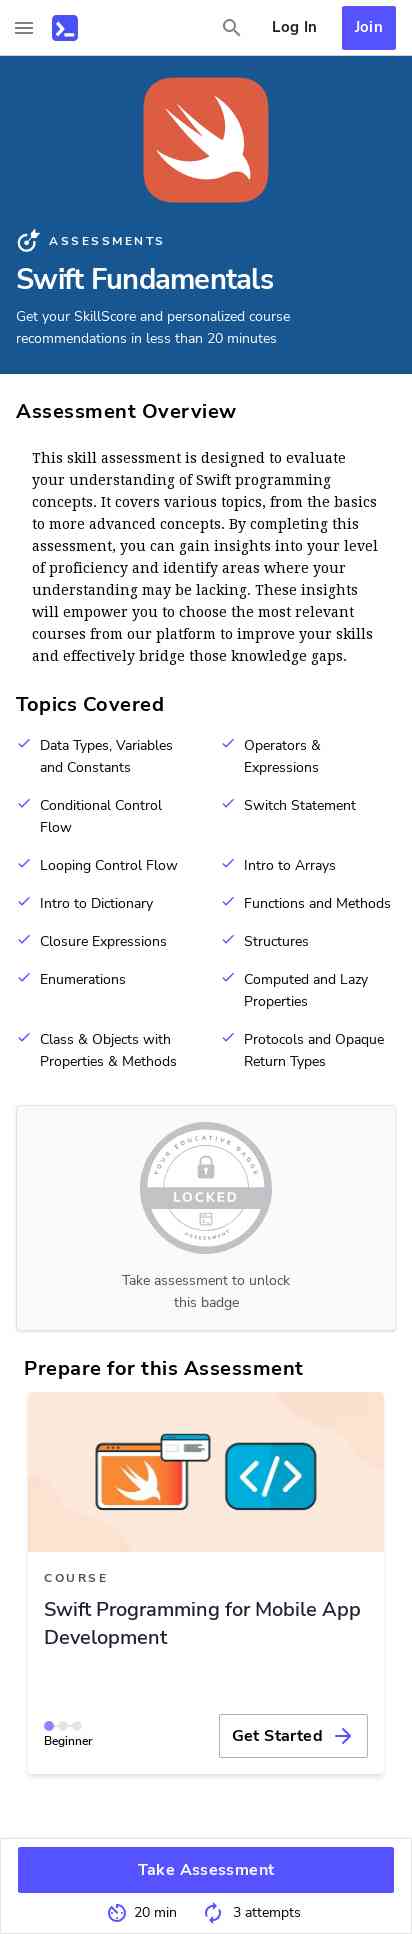 Log In
Join
ASSESSMENTS
Swift Fundamentals
Get your SkillScore and personalized course
recommendations in less than 20 minutes
Assessment Overview
This skill assessment is designed to evaluate
your understanding of Swift programming
concepts. It covers various topics, from the basics
to more advanced concepts. By completing this
assessment, you can gain insights into your level
of proficiency and identify areas where your
understanding may be lacking. These insights
will empower you to choose the most relevant
courses from our platform to improve your skills
and effectively bridge those knowledge gaps.
Topics Covered
Data Types, Variables
and Constants
Operators &
Expressions
Conditional Control
Flow
Switch Statement
Looping Control Flow
Intro to Arrays
Intro to Dictionary
Functions and Methods
Closure Expressions
Structures
Enumerations
Computed and Lazy
Properties
Class & Objects with
Properties & Methods
Protocols and Opaque
Return Types
YOUR EDUCATIVE BADGE
LOCKED
ASSESSMENT
Take assessment to unlock
this badge
Prepare for this Assessment
COURSE
Swift Programming for Mobile App
Development
Beginner
Get Started
Take Assessment
20 min
3 attempts